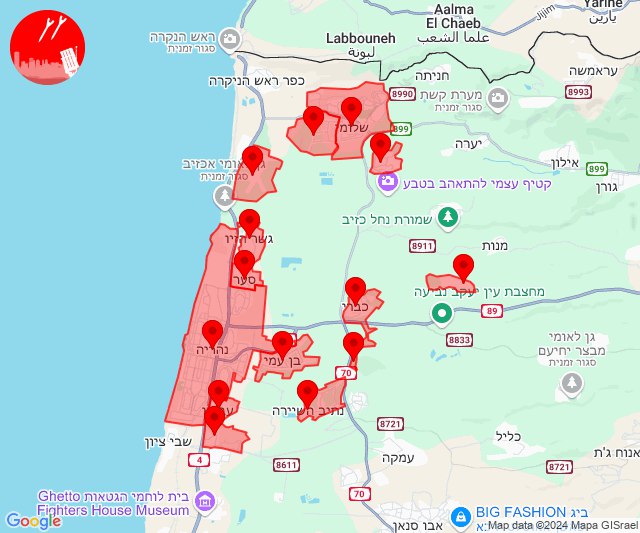 Yarine
يارين
Jijim
Aalma
El Chaeb
علما الشعب
Labbouneh
لبونة
ראש הנקרה
סגור זמנית
כפר ראש הניקרה
חניתה
עראמשה
8990
מערת קשת
סגור זמנית
8993
שלומי
899
יערה
גן לאומי אכזיב
סגור זמנית
אילון
899
גורן
קטיף עצמי להתאהב בטבע
שמורת נחל כזיב
גשר הזיו
8911
מנות
סער
מחצבת עין יעקב געתון
כברי
89
8833
גן לאומי
מבצר יחיעם
סגור זמנית
נהריה
בן עמי
70
נתיב השיירה
8721
שבי ציון
כליל
4
8611
עמקה
8721
אנוח ג'ת
בית לוחמי הגטאות
Ghetto
Fighters House Museum
70
BIG FASHION ביג
אבו סנאן
Google
Map data ©2024 Mapa GISrael